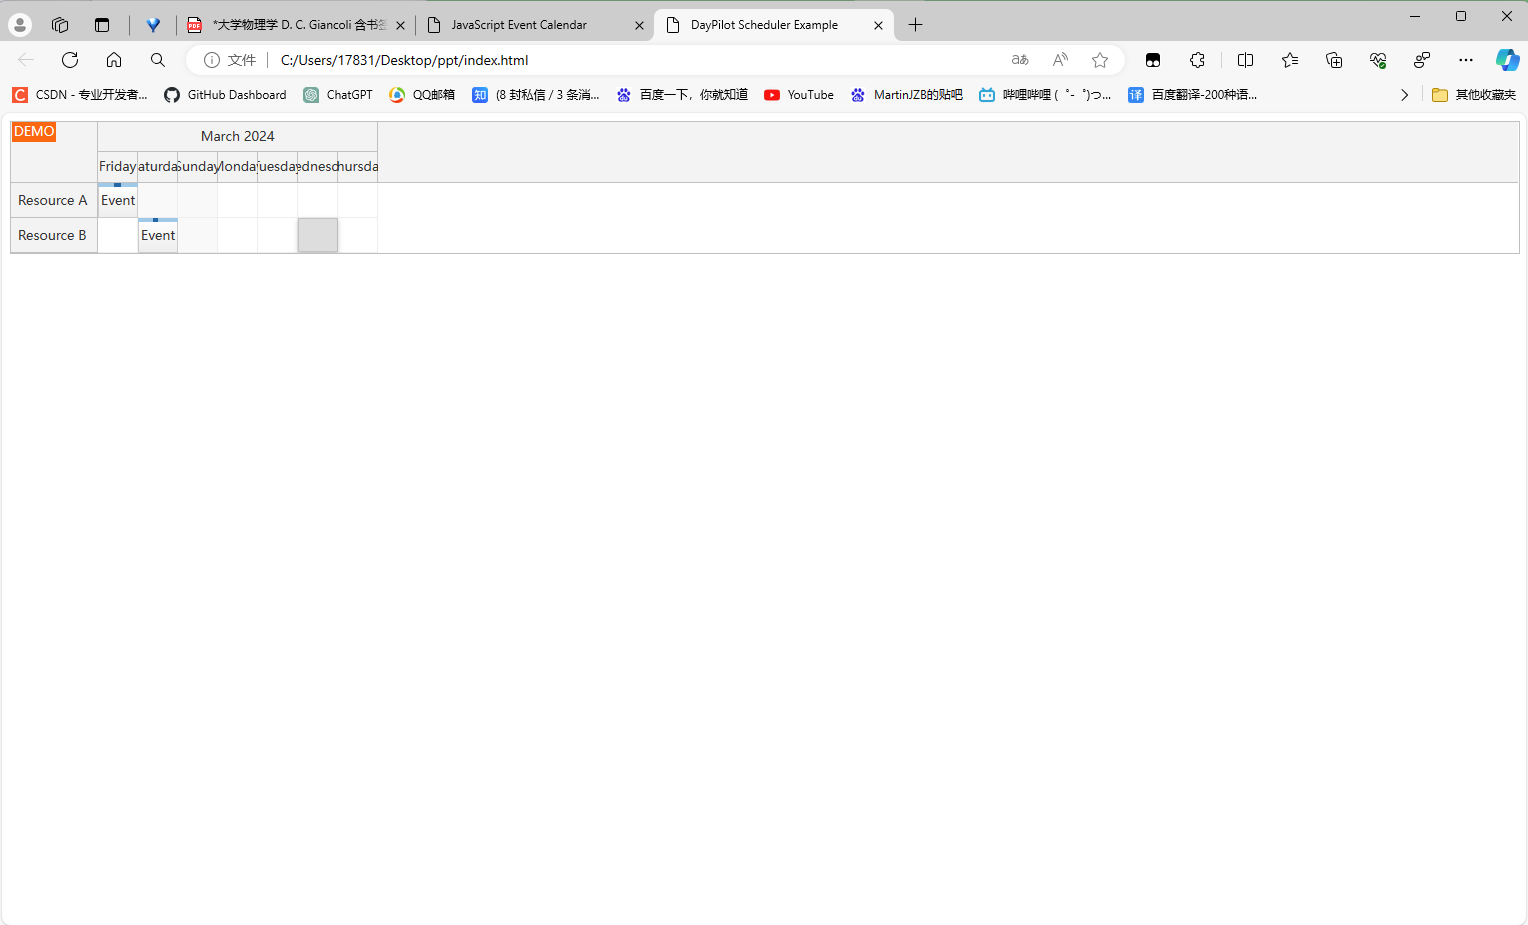 *大学物理学 D. C. Giancoli 含书签
JavaScript Event Calendar
DayPilot Scheduler Example
文件
C:/Users/17831/Desktop/ppt/index.html
CSDN - 专业开发者...
GitHub Dashboard
ChatGPT
QQ邮箱
(8 封私信 / 3 条消...
百度一下，你就知道
YouTube
MartinJZB的贴吧
哔哩哔哩 ( ゜- ゜)つ...
百度翻译-200种语...
其他收藏夹
DEMO
March 2024
Friday aturda Sunday Monda Tuesday ednesd hursda
Resource A Event
Resource B Event